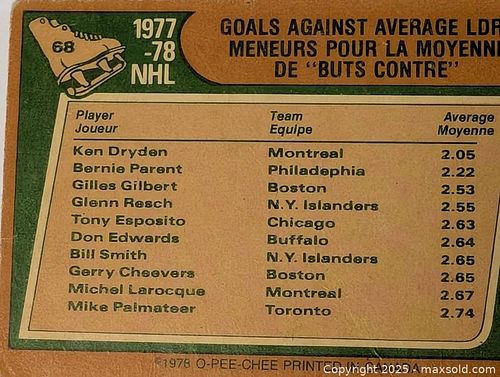 68
1977
-78
NHL
GOALS AGAINST AVERAGE LDR
MENEURS POUR LA MOYENNE
DE "BUTS CONTRE"
Player Team Average
Joueur Equipe Moyenne
Ken Dryden Montreal 2.05
Bernie Parent Philadelphia 2.22
Gilles Gilbert Boston 2.53
Glenn Resch N.Y. Islanders 2.55
Tony Esposito Chicago 2.63
Don Edwards Buffalo 2.64
Bill Smith N.Y. Islanders 2.65
Gerry Cheevers Boston 2.65
Michel Larocque Montreal 2.67
Mike Palmateer Toronto 2.74
©1978 O-PEE-CHEE PRINTED IN CANADA
Copyright © 2025 - maxsold.com